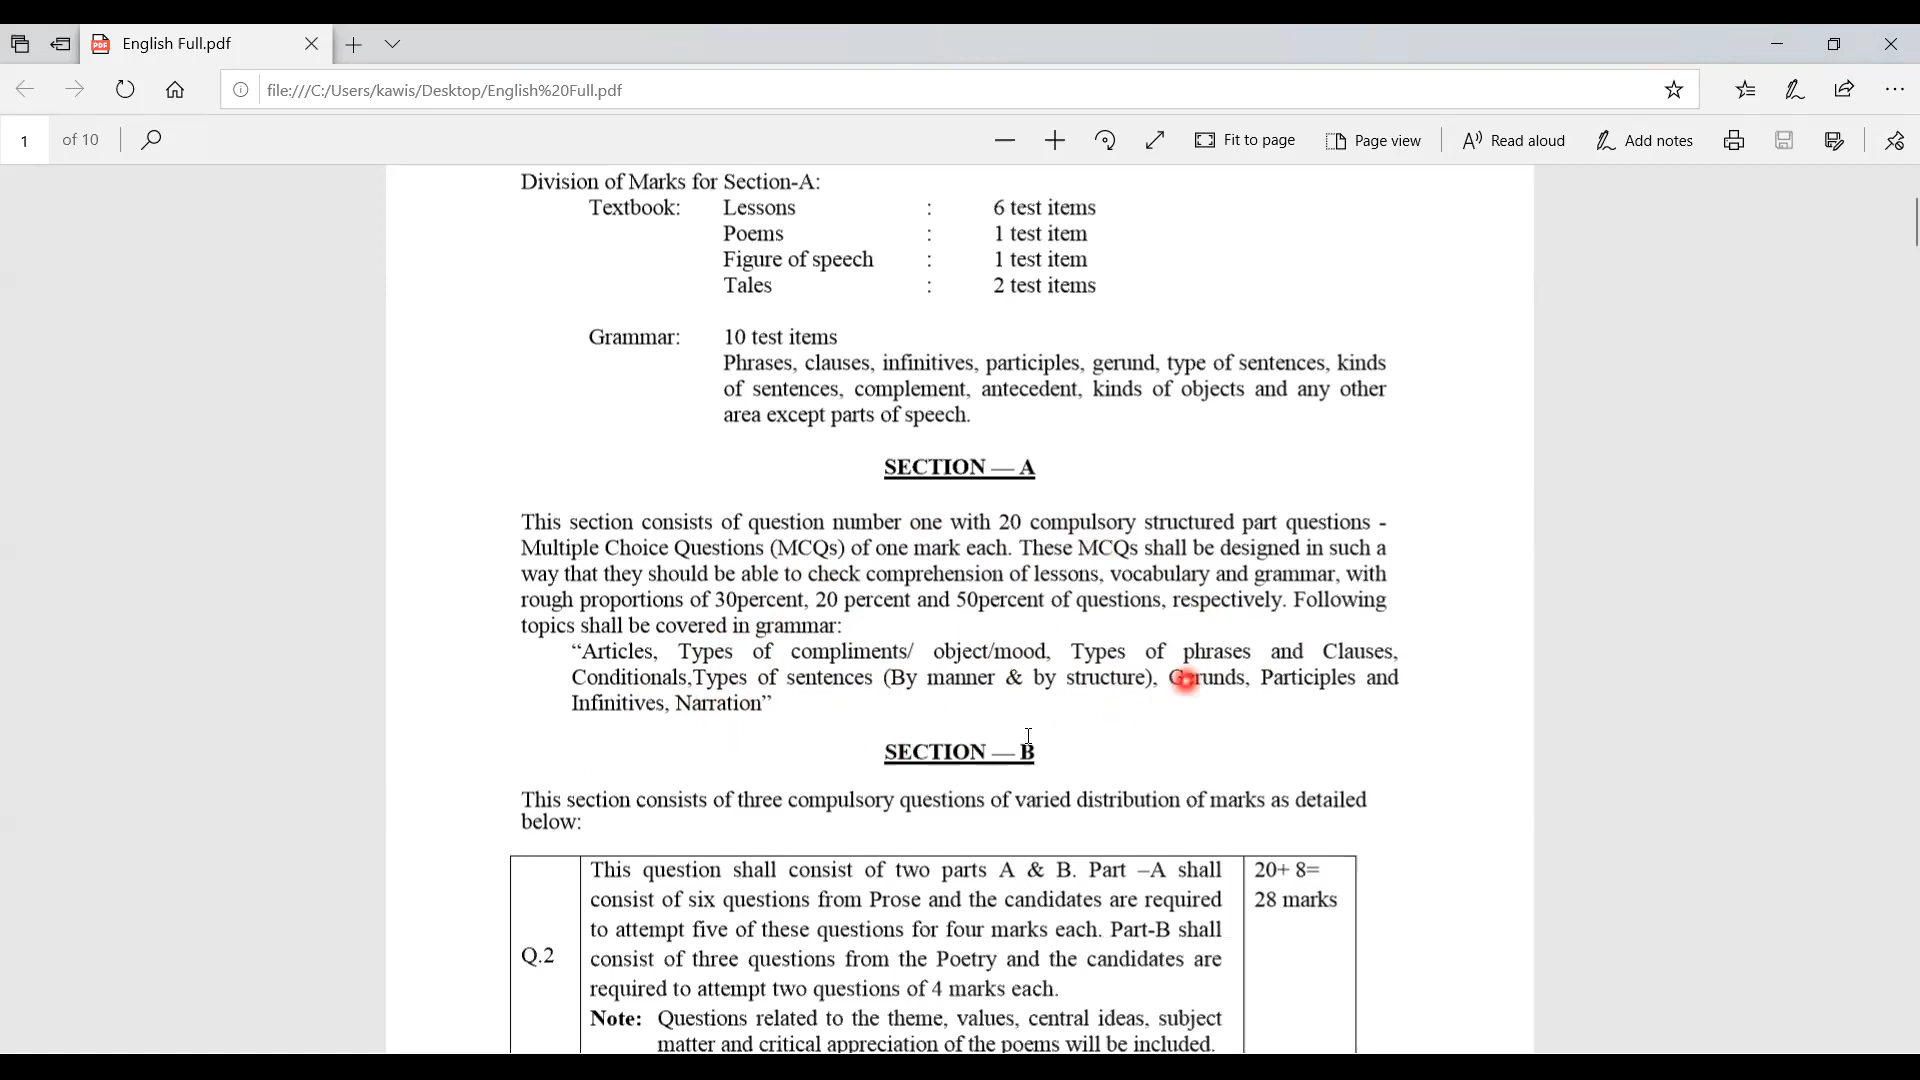 English Full.pdf
file:///C:/Users/kawis/Desktop/English%20Full.pdf
1 of 10
Fit to page
Page view
Read aloud
Add notes
Division of Marks for Section-A:
Textbook: Lessons : 6 test items
Poems : 1 test item
Figure of speech : 1 test item
Tales : 2 test items
Grammar: 10 test items
Phrases, clauses, infinitives, participles, gerund, type of sentences, kinds
of sentences, complement, antecedent, kinds of objects and any other
area except parts of speech.
SECTION — A
This section consists of question number one with 20 compulsory structured part questions -
Multiple Choice Questions (MCQs) of one mark each. These MCQs shall be designed in such a
way that they should be able to check comprehension of lessons, vocabulary and grammar, with
rough proportions of 30percent, 20 percent and 50percent of questions, respectively. Following
topics shall be covered in grammar:
“Articles, Types of compliments/ object/mood, Types of phrases and Clauses,
Conditionals,Types of sentences (By manner & by structure), Gerunds, Participles and
Infinitives, Narration”
SECTION — B
This section consists of three compulsory questions of varied distribution of marks as detailed
below:
Q.2
This question shall consist of two parts A & B. Part –A shall
consist of six questions from Prose and the candidates are required
to attempt five of these questions for four marks each. Part-B shall
consist of three questions from the Poetry and the candidates are
required to attempt two questions of 4 marks each.
Note: Questions related to the theme, values, central ideas, subject
matter and critical appreciation of the poems will be included.
20+ 8=
28 marks